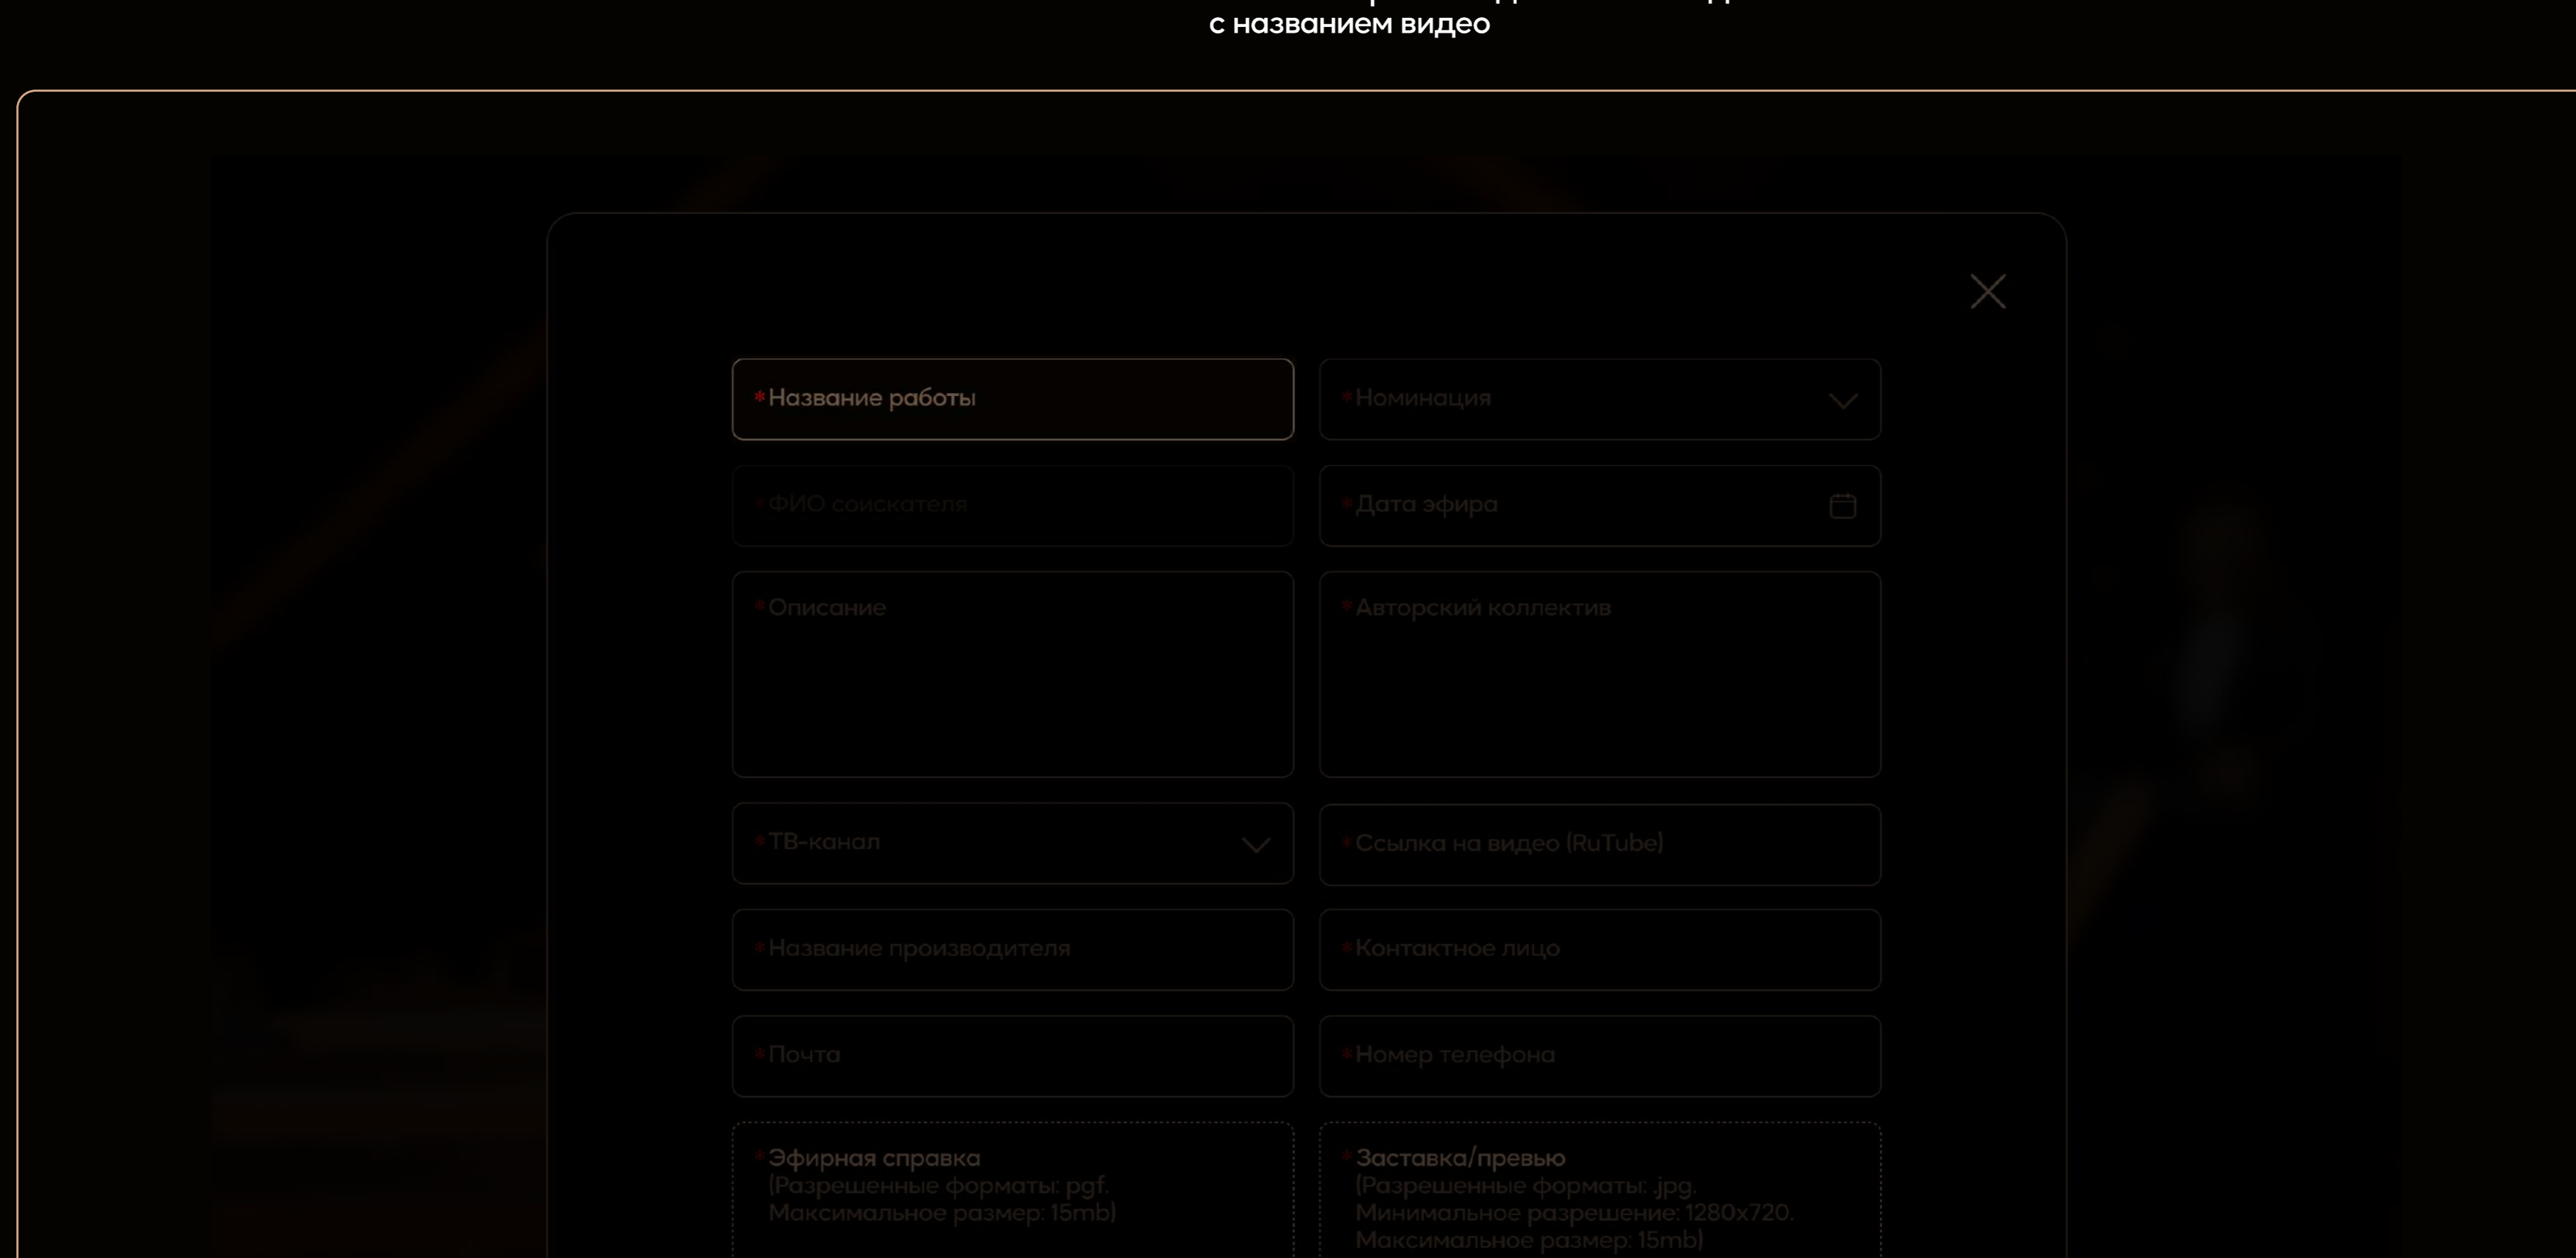 с названием видео
*Название работы
*Номинация
*ФИО соискателя
*Дата эфира
*Описание
*Авторский коллектив
*ТВ-канал
*Ссылка на видео (RuTube)
*Название производителя
*Контактное лицо
*Почта
*Номер телефона
*Эфирная справка
(Разрешенные форматы: pgf.
Максимальное размер: 15mb)
*Заставка/превью
(Разрешенные форматы: .jpg.
Минимальное разрешение: 1280x720.
Максимальное размер: 15mb)